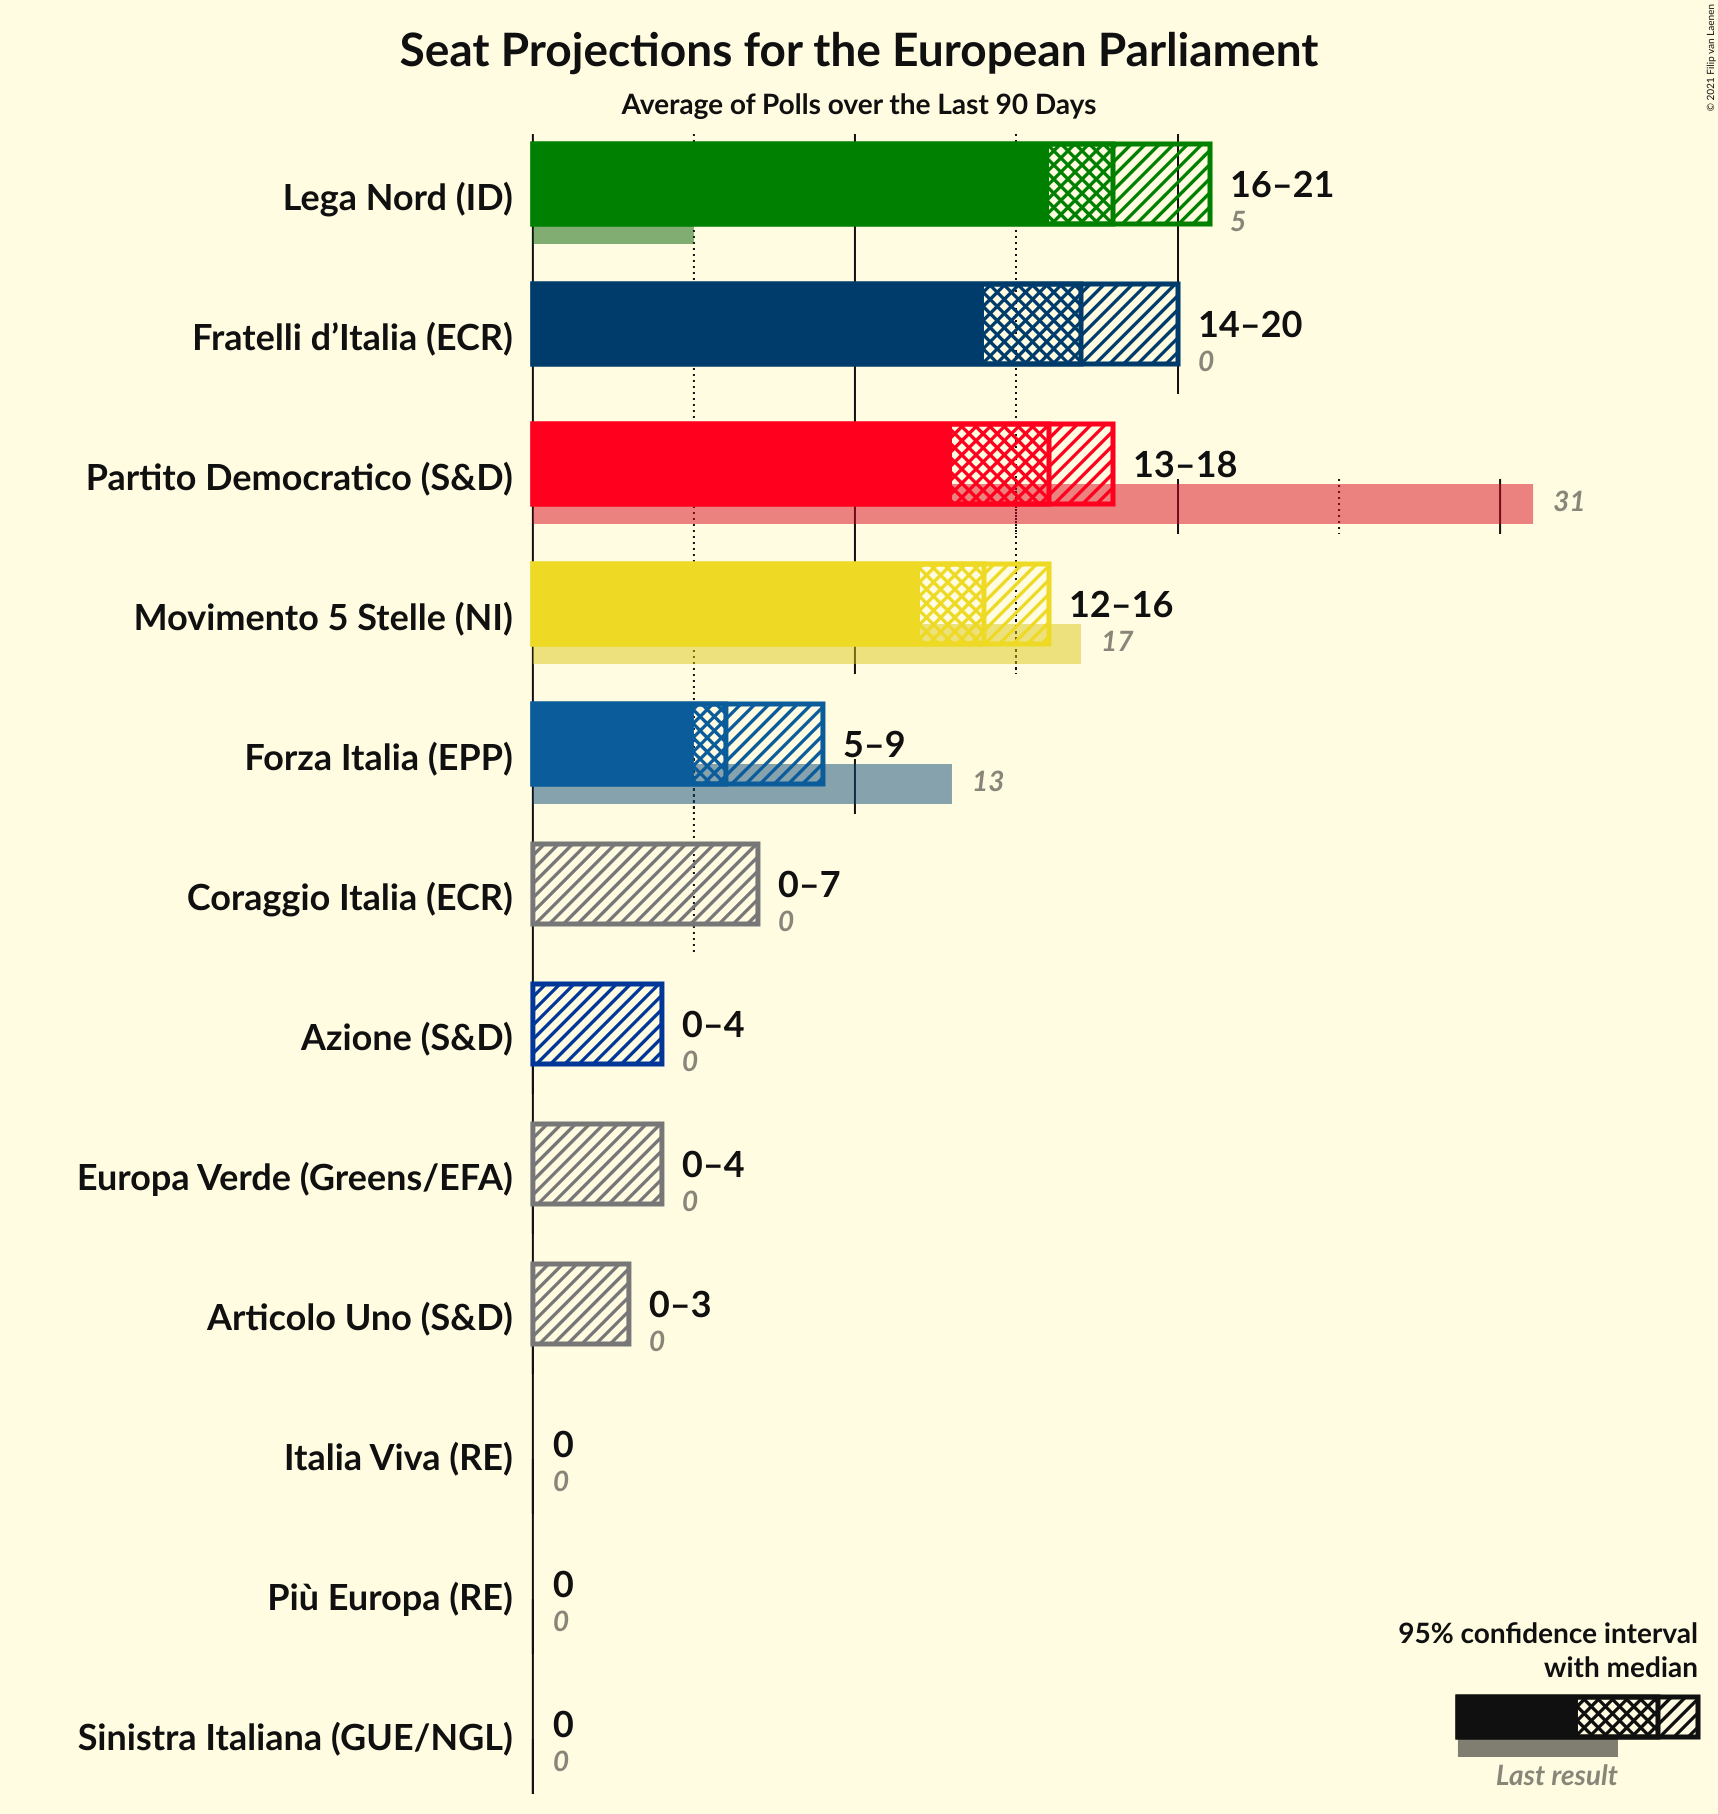 Seat Projections for the European Parliament
Average of Polls over the Last 90 Days
© 2021 Filip van Laenen
Lega Nord (ID)
16–21
5
Fratelli d’Italia (ECR)
14–20
0
Partito Democratico (S&D)
13–18
31
Movimento 5 Stelle (NI)
12–16
17
Forza Italia (EPP)
5–9
13
Coraggio Italia (ECR)
0–7
0
Azione (S&D)
0–4
0
Europa Verde (Greens/EFA)
0–4
0
Articolo Uno (S&D)
0–3
0
Italia Viva (RE)
0
0
Più Europa (RE)
0
0
Sinistra Italiana (GUE/NGL)
0
0
95% confidence interval
with median
Last result